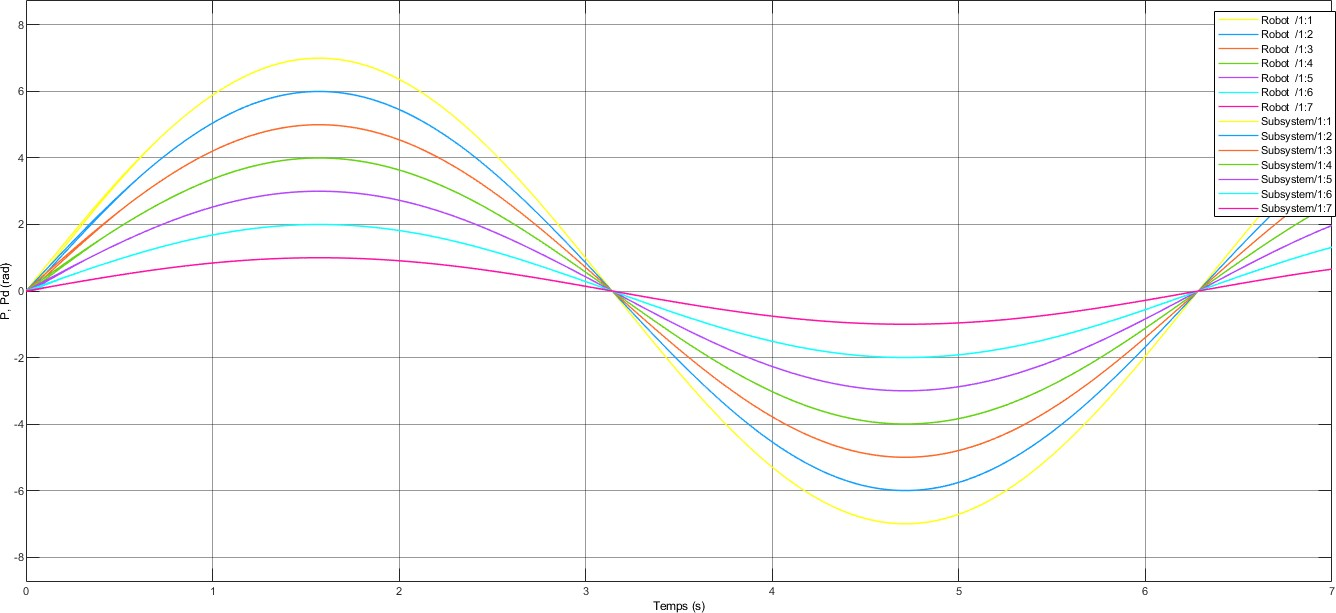 8
6
4
2
0
-2
-4
-6
-8
P, Pd (rad)
0 1 2 3 4 5 6 7
Temps (s)
Robot /1:1
Robot /1:2
Robot /1:3
Robot /1:4
Robot /1:5
Robot /1:6
Robot /1:7
Subsystem/1:1
Subsystem/1:2
Subsystem/1:3
Subsystem/1:4
Subsystem/1:5
Subsystem/1:6
Subsystem/1:7